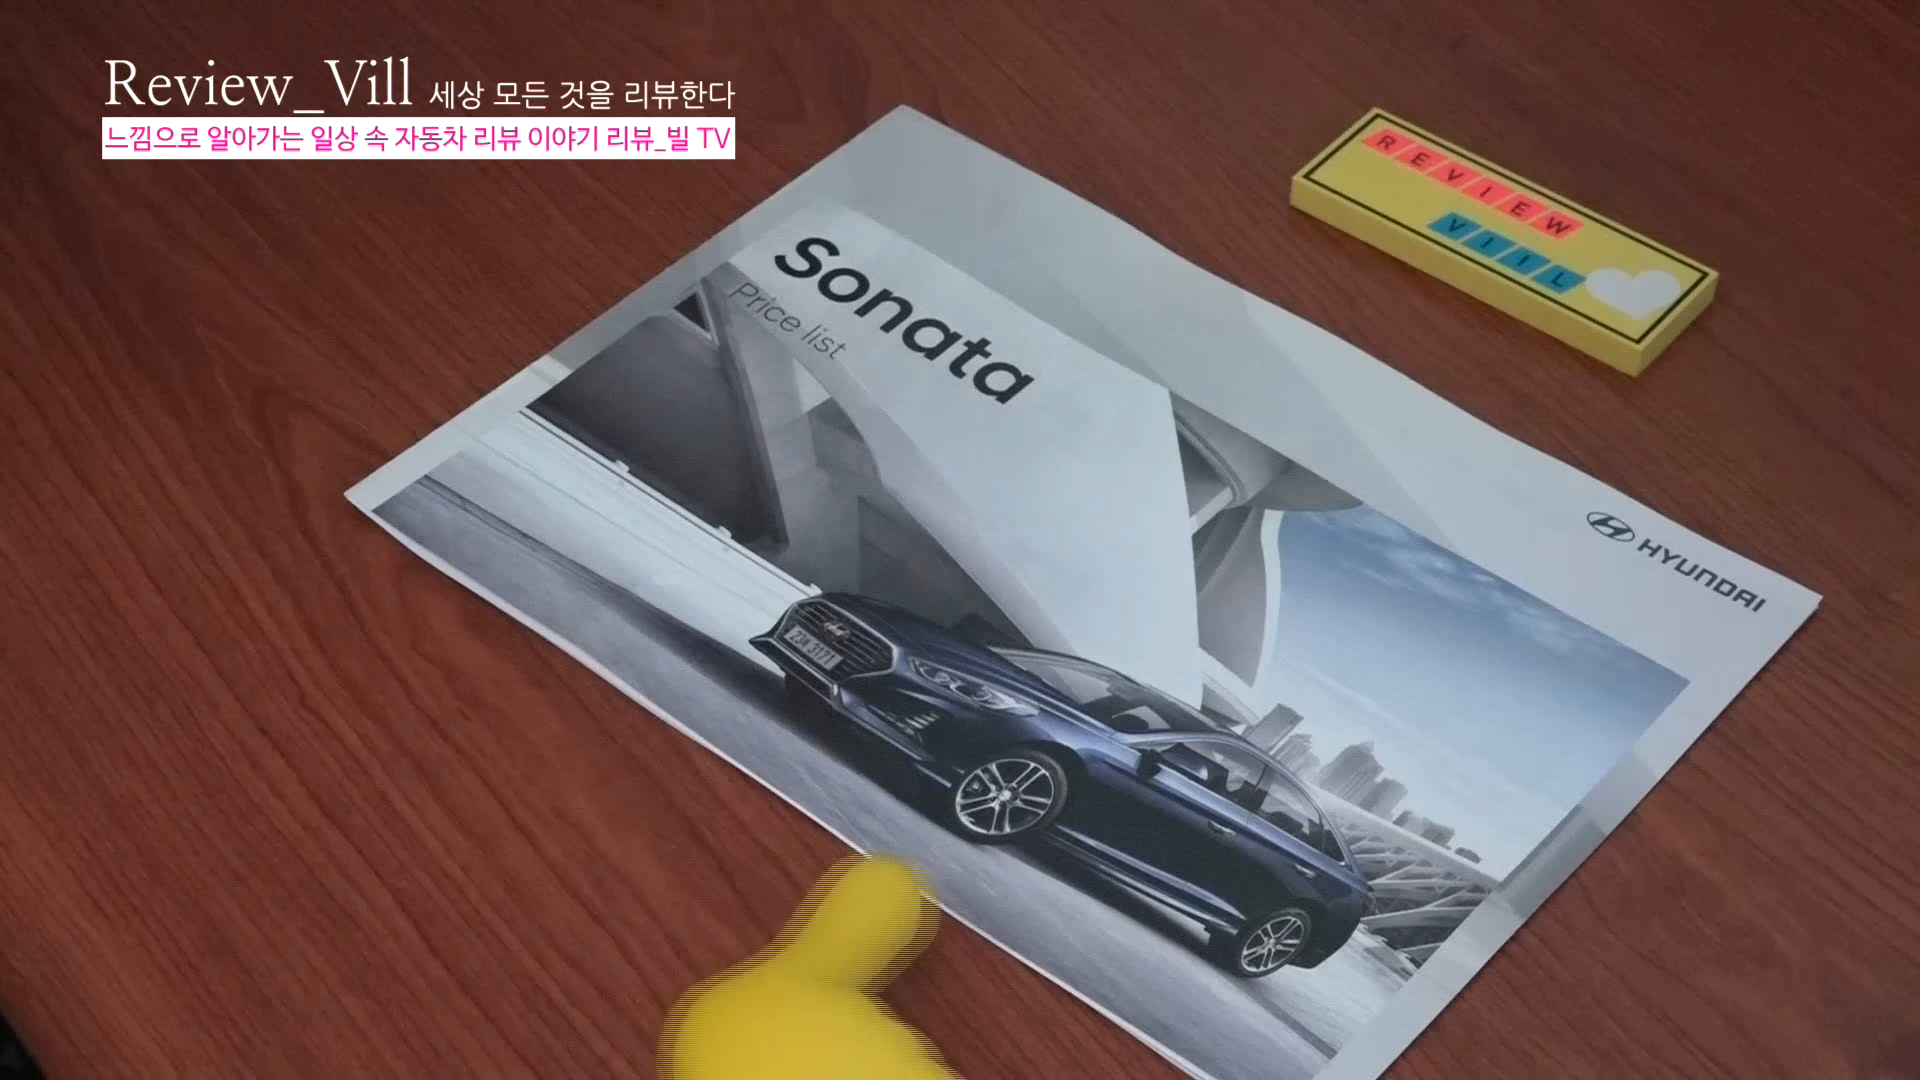 Review_Vill 세상 모든 것을 리뷰한다
느낌으로 알아가는 일상 속 자동차 리뷰 이야기 리뷰_빌 TV
REVIEW
VIIL
Sonata
Price list
HYUNDAI